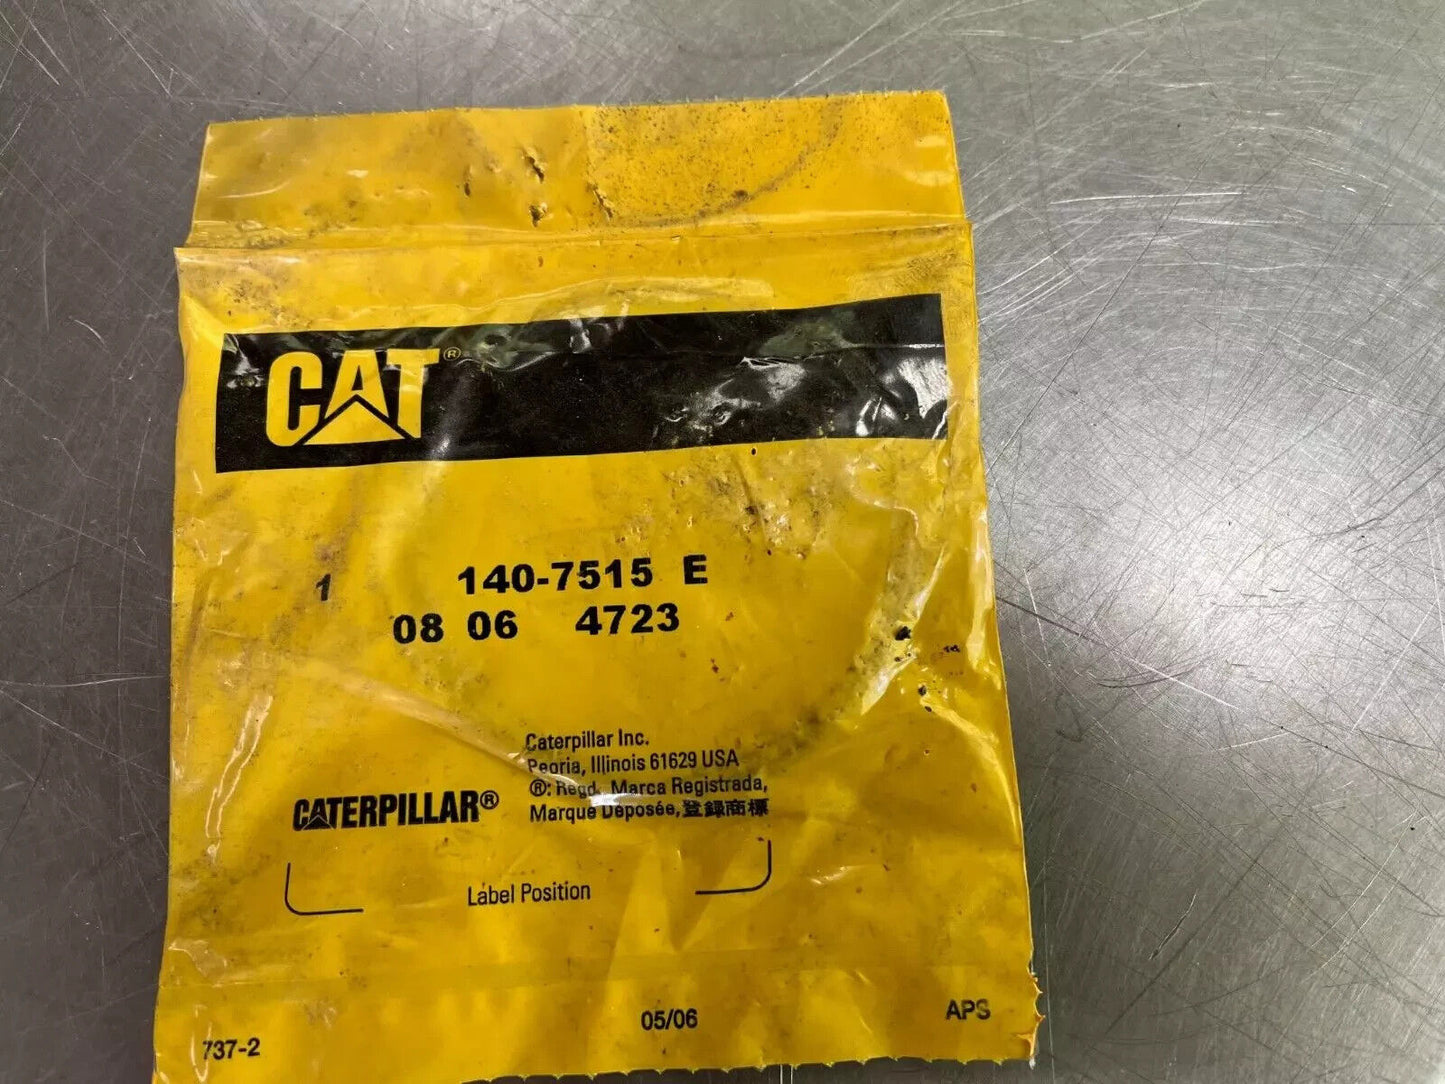 CAT®
1 140-7515 E
08 06 4723
Caterpillar Inc.
Peoria, Illinois 61629 USA
®: Regd. Marca Registrada,
Marque Déposée, 登録商標
CATERPILLAR®
Label Position
737-2
05/06
APS